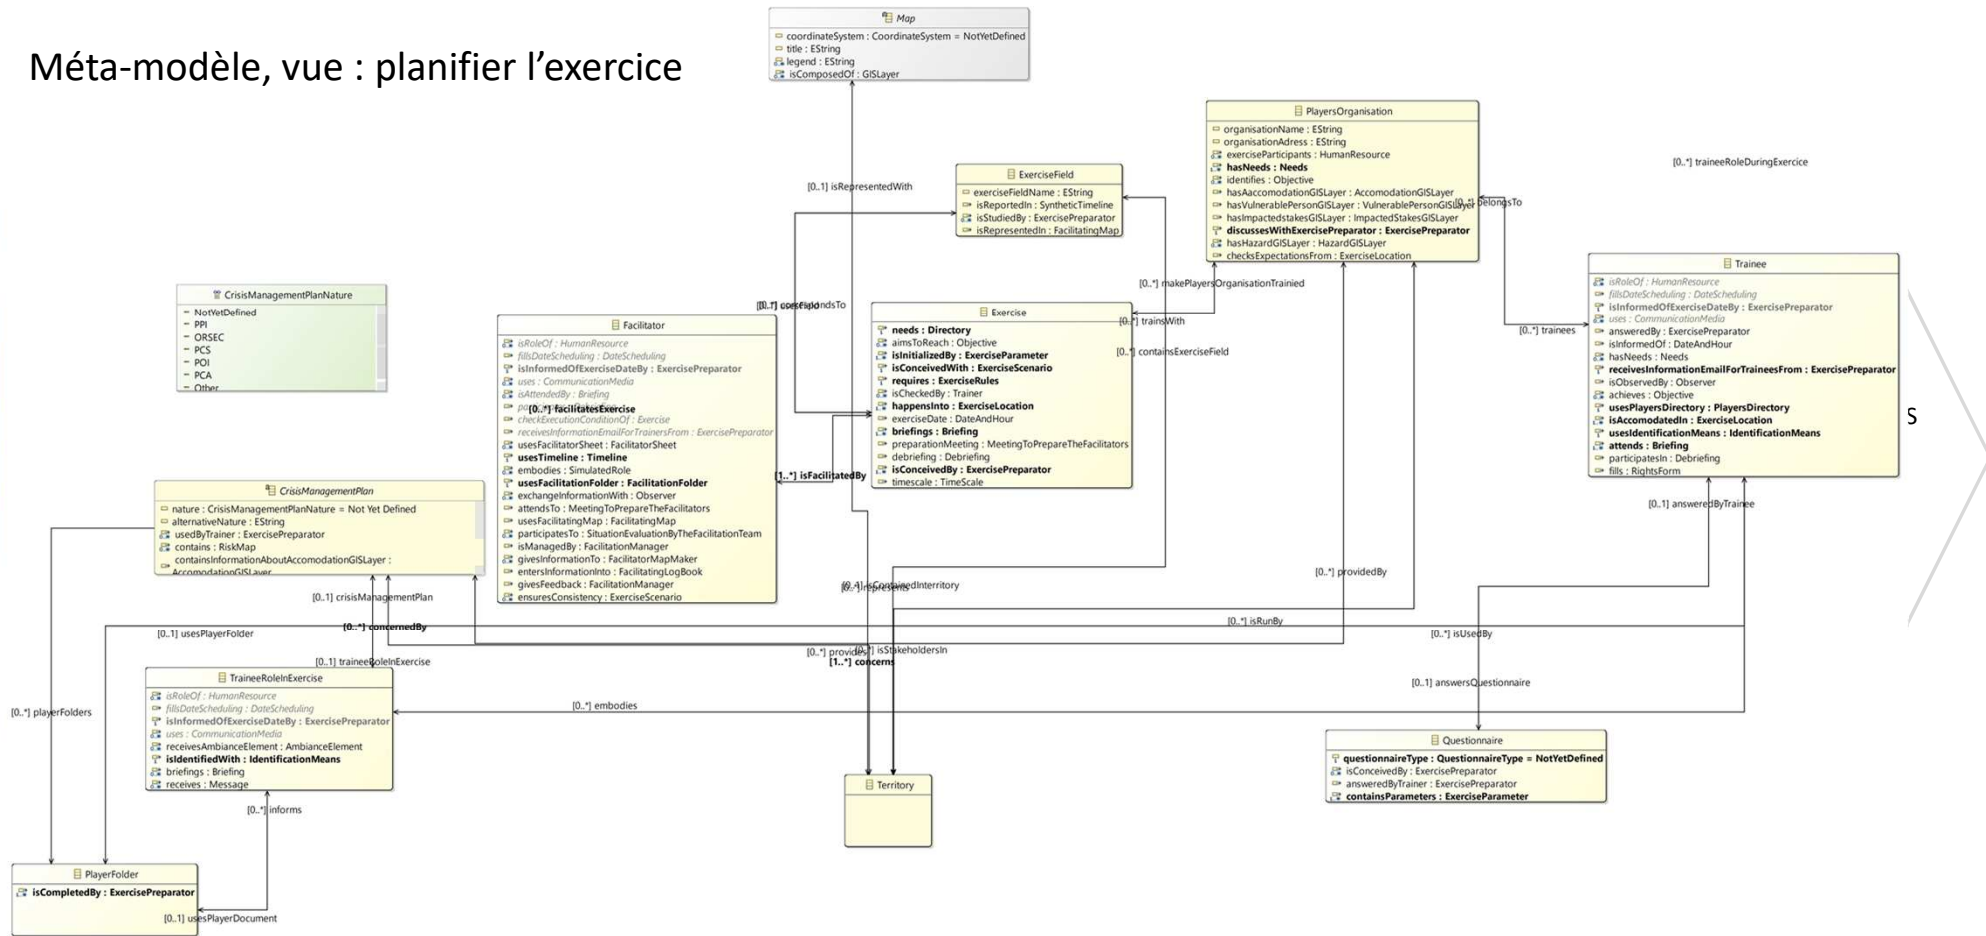 Méta-modèle, vue : planifier l'exercice
Map
coordinateSystem : CoordinateSystem = NotYetDefined
title : EString
legend : EString
isComposedOf : GISLayer
[0..1] isRepresentedWith
PlayersOrganisation
organisationName : EString
organisationAdress : EString
exerciseParticipants : HumanResource
hasNeeds : Needs
identifies : Objective
hasAaccomodationGISLayer : AccomodationGISLayer
hasVulnerablePersonGISLayer : VulnerablePersonGISLayer
hasImpactedstakesGISLayer : ImpactedStakesGISLayer
discussesWithExercisePreparator : ExercisePreparator
hasHazardGISLayer : HazardGISLayer
checksExpectationsFrom : ExerciseLocation
[0..*] traineeRoleDuringExercice
belongsTo
ExerciseField
exerciseFieldName : EString
isReportedIn : SyntheticTimeline
isStudiedBy : ExercisePreparator
isRepresentedIn : FacilitatingMap
[0..*] makePlayersOrganisationTrainied
[0..*] trainsWith
[0..*] containsExerciseField
[0..*] trainees
Trainee
isRoleOf : HumanResource
fillsDateScheduling : DateScheduling
isInformedOfExerciseDateBy : ExercisePreparator
uses : CommunicationMedia
answeredBy : ExercisePreparator
isInformedOf : DateAndHour
hasNeeds : Needs
receivesInformationEmailForTraineesFrom : ExercisePreparator
isObservedBy : Observer
achieves : Objective
usesPlayersDirectory : PlayersDirectory
isAccomodatedIn : ExerciseLocation
usesIdentificationMeans : IdentificationMeans
attends : Briefing
participatesIn : Debriefing
fills : RightsForm
s
CrisisManagementPlanNature
NotYetDefined
PPI
ORSEC
PCS
POI
PCA
Other
Facilitator
isRoleOf : HumanResource
fillsDateScheduling : DateScheduling
isInformedOfExerciseDateBy : ExercisePreparator
uses : CommunicationMedia
isAttendedBy : Briefing
[0..*] facilitatesExercise
checkExecutionConditionOf : Exercise
receivesInformationEmailForTrainersFrom : ExercisePreparator
usesFacilitatorSheet : FacilitatorSheet
usesTimeline : Timeline
embodies : SimulatedRole
usesFacilitationFolder : FacilitationFolder
exchangeInformationWith : Observer
attendsTo : MeetingToPrepareTheFacilitators
usesFacilitatingMap : FacilitatingMap
participatesTo : SituationEvaluationByTheFacilitationTeam
isManagedBy : FacilitationManager
givesInformationTo : FacilitatorMapMaker
entersInformationInto : FacilitatingLogBook
givesFeedback : FacilitationManager
ensuresConsistency : ExerciseScenario
Exercise
needs : Directory
aimsToReach : Objective
isInitializedBy : ExerciseParameter
isConceivedWith : ExerciseScenario
requires : ExerciseRules
isCheckedBy : Trainer
happensInto : ExerciseLocation
exerciseDate : DateAndHour
briefings : Briefing
preparationMeeting : MeetingToPrepareTheFacilitators
debriefing : Debriefing
isConceivedBy : ExercisePreparator
timescale : TimeScale
[1..*] isFacilitatedBy
CrisisManagementPlan
nature : CrisisManagementPlanNature = Not Yet Defined
alternativeNature : EString
usedByTrainer : ExercisePreparator
contains : RiskMap
containsInformationAboutAccomodationGISLayer :
AccomodationGISLayer
[0..1] answeredByTrainee
isContainedInterritory
[0..*] providedBy
[0..1] crisisManagementPlan
[0..*] concernedBy
[0..1] usesPlayerFolder
[0..*] isRunBy
[0..*] isUsedBy
[0..*] provides
isStakeholdersIn
[1..*] concerns
[0..1] traineeRoleInExercise
TraineeRoleInExercise
isRoleOf : HumanResource
fillsDateScheduling : DateScheduling
isInformedOfExerciseDateBy : ExercisePreparator
uses : CommunicationMedia
receivesAmbianceElement : AmbianceElement
isIdentifiedWith : IdentificationMeans
briefings : Briefing
receives : Message
[0..1] answersQuestionnaire
[0..*] embodies
[0..*] playerFolders
Questionnaire
questionnaireType : QuestionnaireType = NotYetDefined
isConceivedBy : ExercisePreparator
answeredByTrainer : ExercisePreparator
containsParameters : ExerciseParameter
Territory
[0..*] informs
PlayerFolder
isCompletedBy : ExercisePreparator
[0..1] usesPlayerDocument